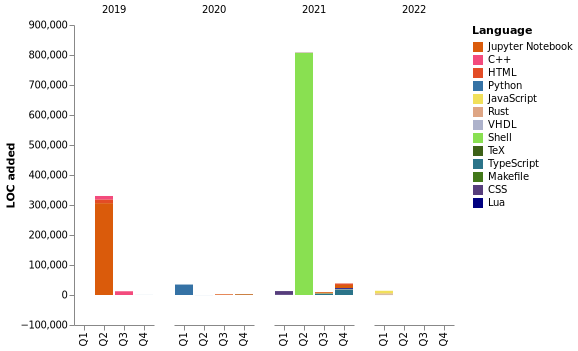 2019 2020 2021 2022
900,000
800,000
700,000
600,000
500,000
400,000
300,000
200,000
100,000
0
−100,000
LOC added
Q1 Q2 Q3 Q4 Q1 Q2 Q3 Q4 Q1 Q2 Q3 Q4 Q1 Q2 Q3 Q4
Language
Jupyter Notebook
C++
HTML
Python
JavaScript
Rust
VHDL
Shell
TeX
TypeScript
Makefile
CSS
Lua